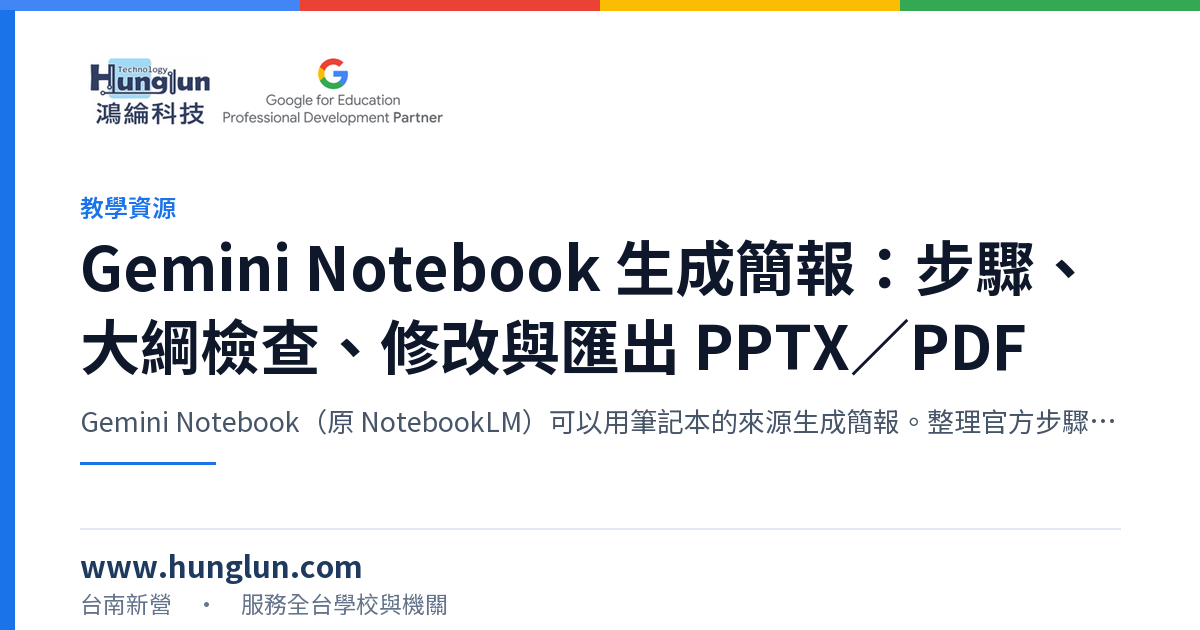 Technology
Hunglun
鴻綸科技
Google for Education
Professional Development Partner
教學資源
Gemini Notebook 生成簡報：步驟、
大綱檢查、修改與匯出 PPTX／PDF
Gemini Notebook（原 NotebookLM）可以用筆記本的來源生成簡報。整理官方步驟…
www.hunglun.com
台南新營 • 服務全台學校與機關